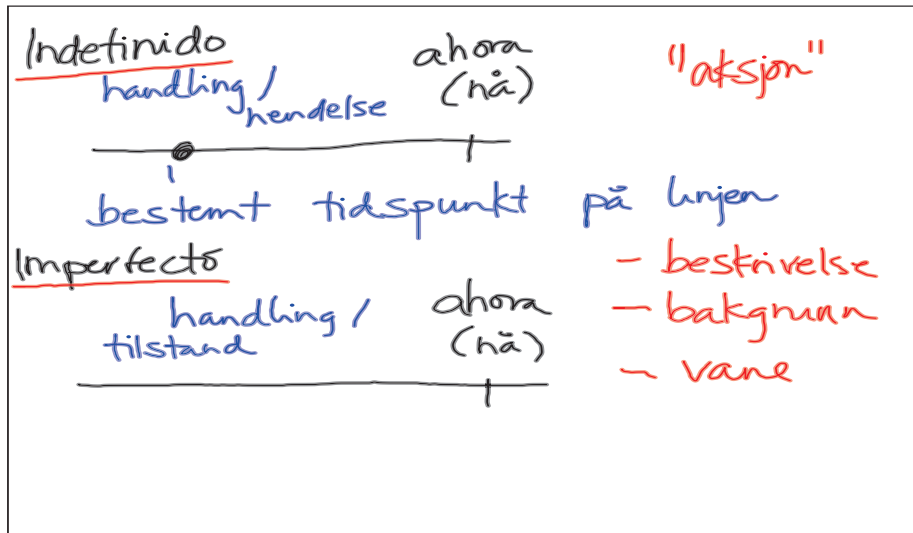 Indefinido
ahora
"aksjon"
handling /
(nå)
hendelse
bestemt tidspunkt på linjen
Imperfecto
- beskrivelse
handling /
ahora
- bakgrunn
tilstand
(nå)
- vane